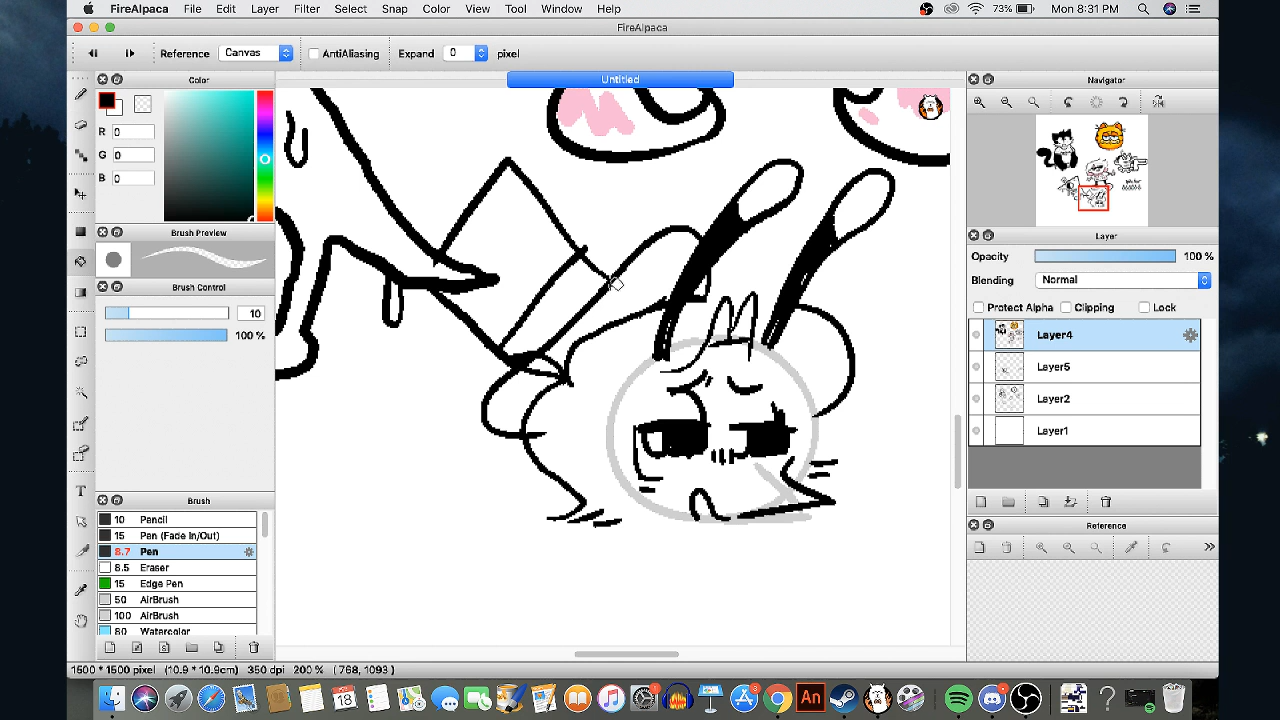 FireAlpaca File Edit Layer Filter Select Snap Color View Tool Window Help 73% Mon 8:31 PM
FireAlpaca
Reference Canvas AntiAliasing Expand 0 pixel
Color
Untitled
Navigator
R 0
G 0
B 0
Brush Preview
Layer
Opacity 100 %
Blending Normal
Brush Control
Protect Alpha Clipping Lock
10
100 %
Layer4
Layer5
Layer2
Layer1
Brush
10 Pencil
15 Pen (Fade In/Out)
8.7 Pen
8.5 Eraser
15 Edge Pen
50 AirBrush
100 AirBrush
80 Watercolor
Reference
1500 * 1500 pixel (10.9 * 10.9cm) 350 dpi 200 % ( 768, 1093 )
18
An